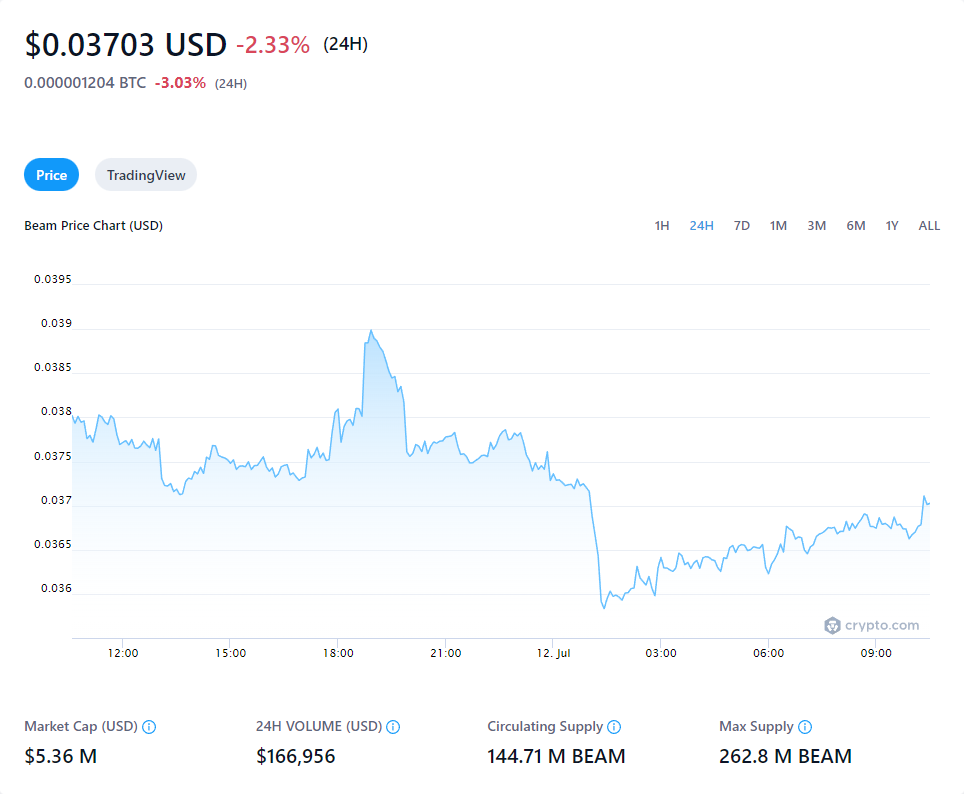 $0.03703 USD -2.33% (24H)
0.000001204 BTC -3.03% (24H)
Price TradingView
Beam Price Chart (USD) 1H 24H 7D 1M 3M 6M 1Y ALL
0.0395
0.039
0.0385
0.038
0.0375
0.037
0.0365
0.036
crypto.com
12:00 15:00 18:00 21:00 12. Jul 03:00 06:00 09:00
Market Cap (USD) 24H VOLUME (USD) Circulating Supply Max Supply
$5.36 M $166,956 144.71 M BEAM 262.8 M BEAM